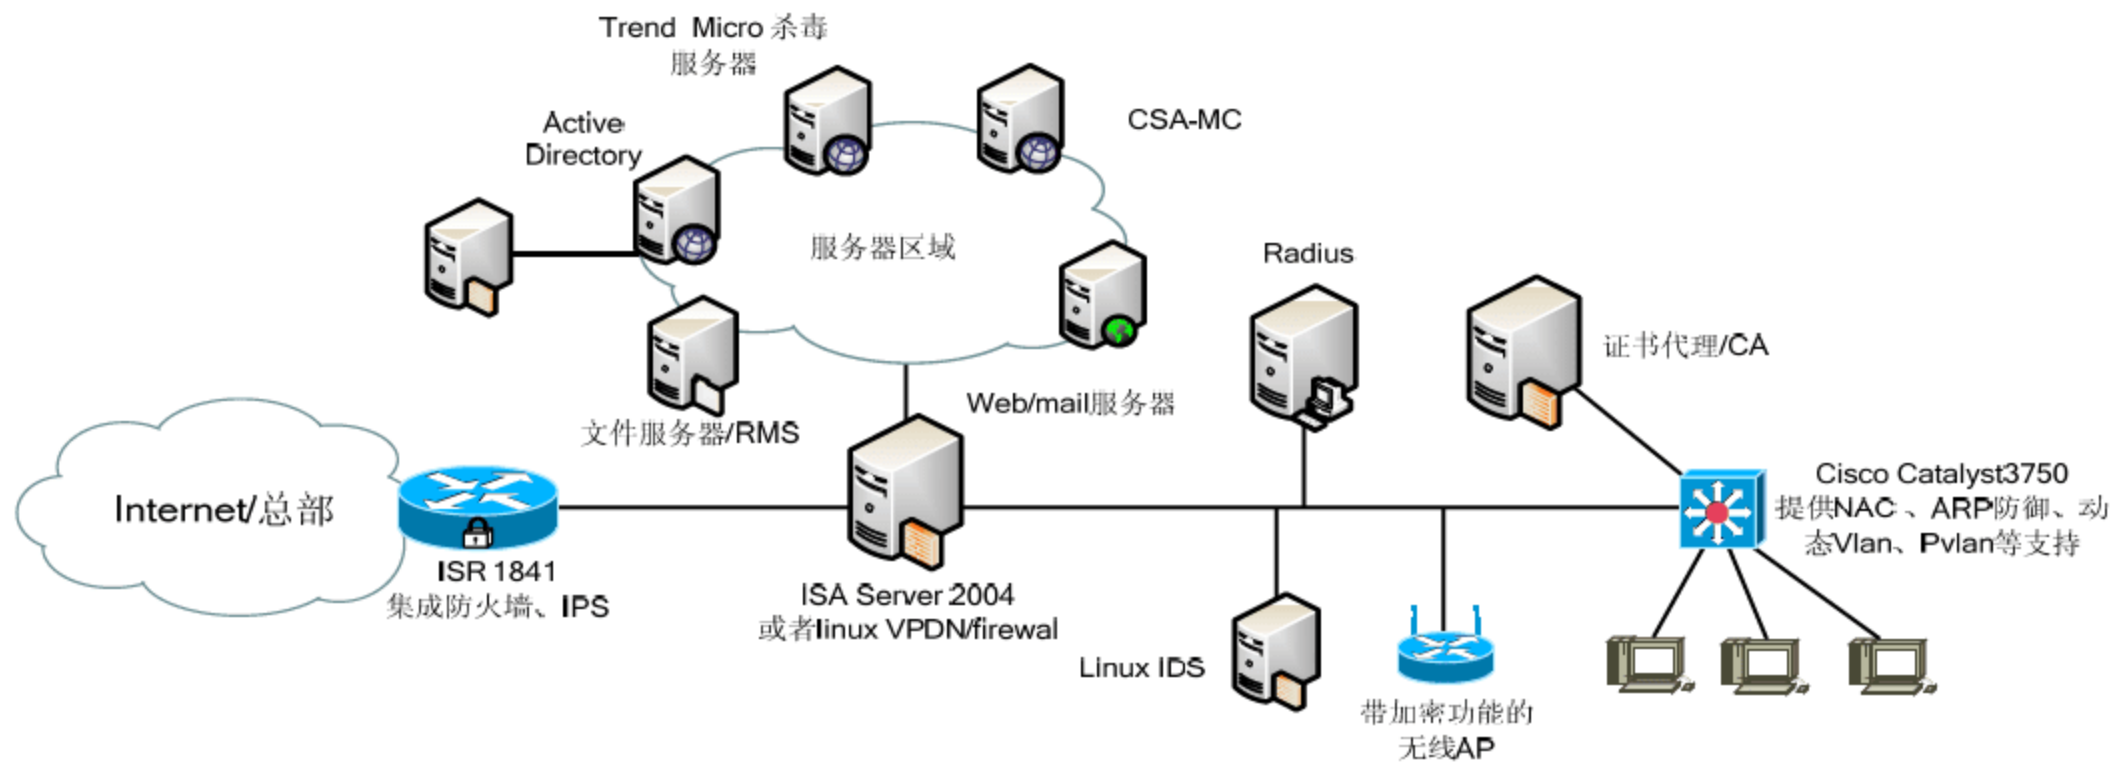 Trend Micro 杀毒
服务器
CSA-MC
Active
Directory
服务器区域
Radius
证书代理/CA
Web/mail服务器
文件服务器/RMS
Internet/总部
Cisco Catalyst3750
提供NAC 、ARP防御、动
态Vlan、Pvlan等支持
ISR 1841
集成防火墙、IPS
ISA Server 2004
或者linux VPDN/firewal
Linux IDS
带加密功能的
无线AP